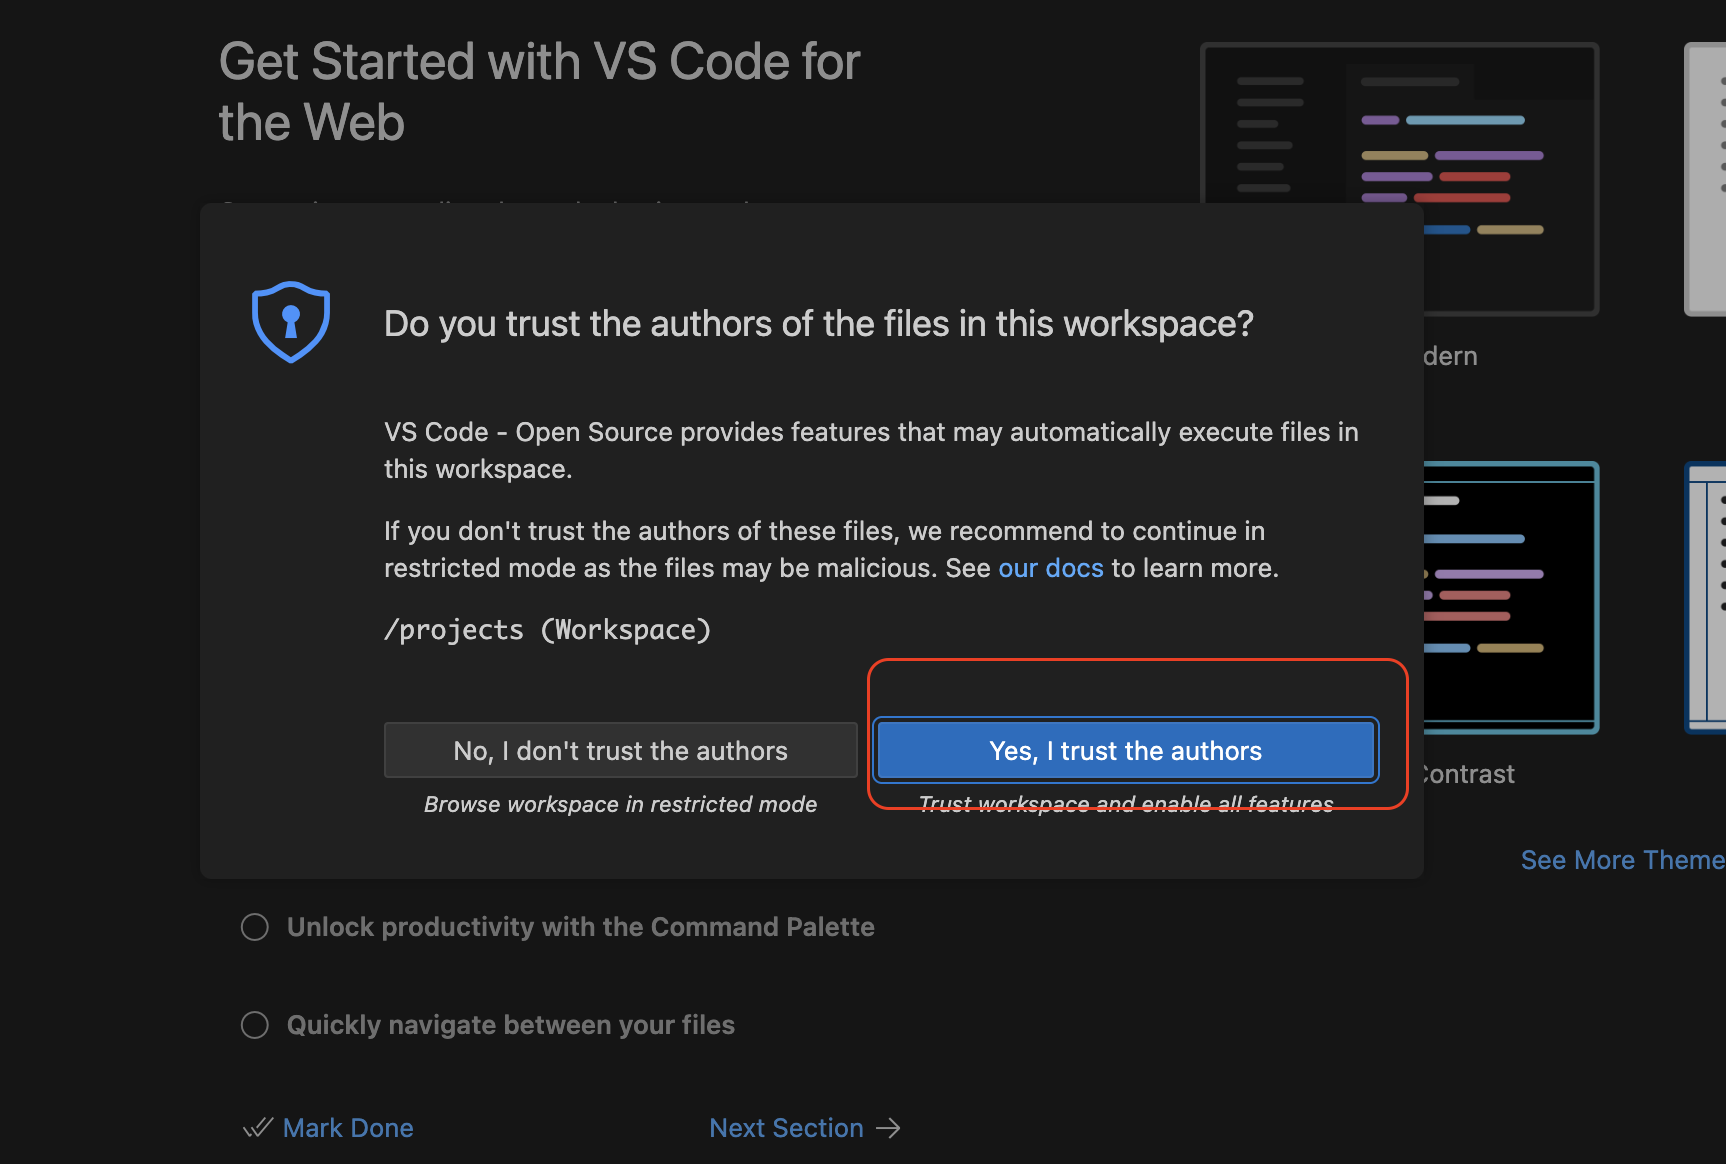 Get Started with VS Code for
the Web
Do you trust the authors of the files in this workspace?
VS Code - Open Source provides features that may automatically execute files in
this workspace.
If you don't trust the authors of these files, we recommend to continue in
restricted mode as the files may be malicious. See our docs to learn more.
/projects (Workspace)
No, I don't trust the authors
Yes, I trust the authors
Browse workspace in restricted mode
Trust workspace and enable all features
dern
Contrast
See More Theme
Unlock productivity with the Command Palette
Quickly navigate between your files
Mark Done
Next Section